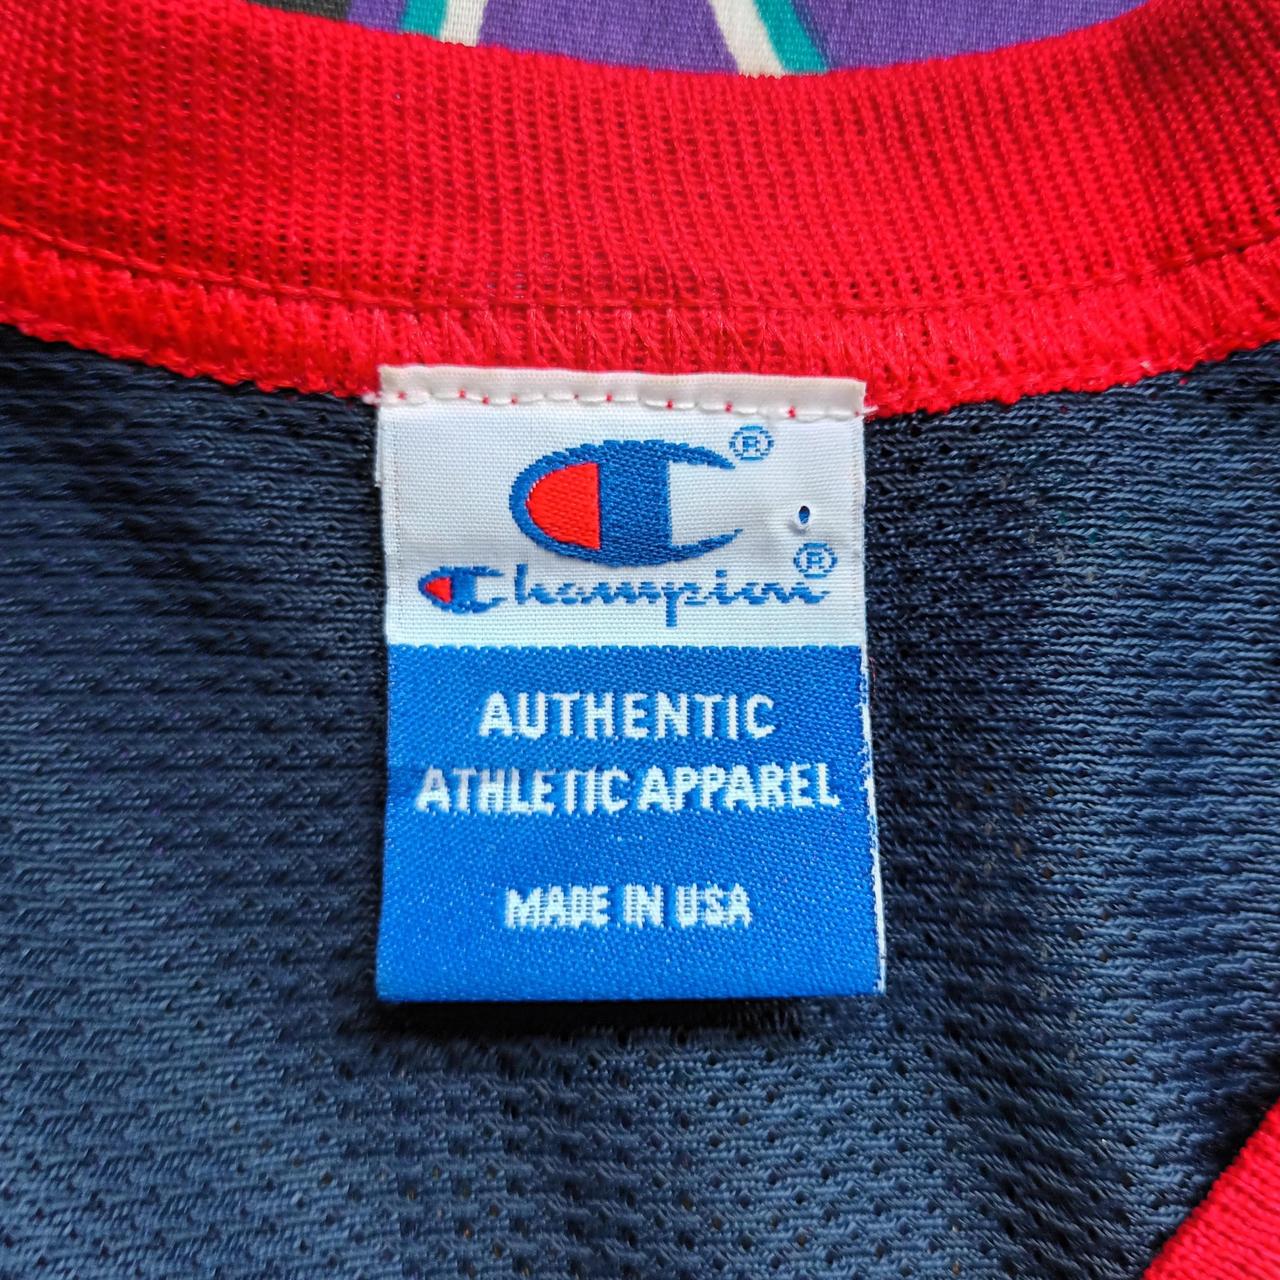 ®
Champion®
AUTHENTIC
ATHLETIC APPAREL
MADE IN USA